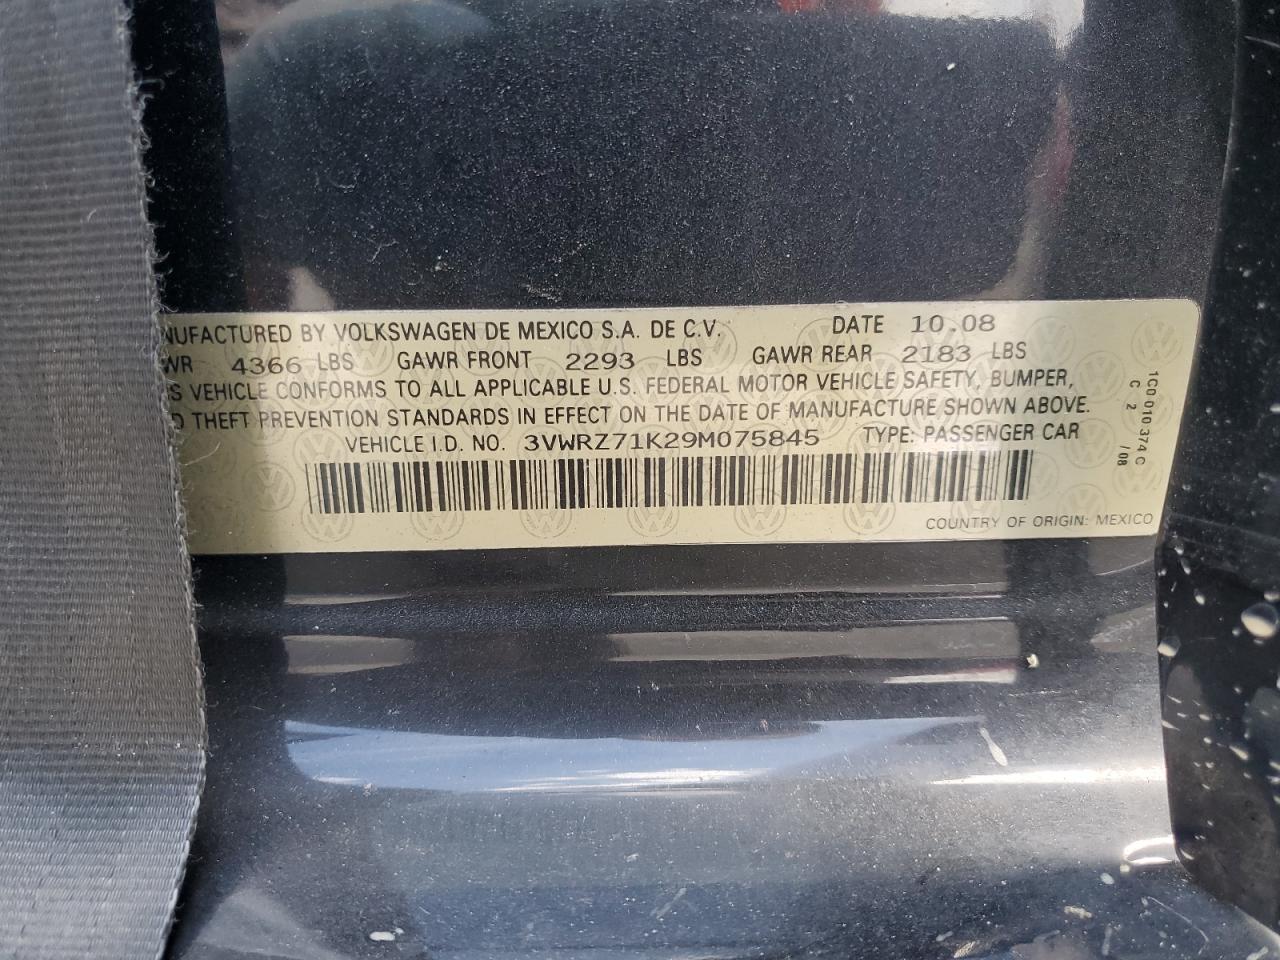 NUFACTURED BY VOLKSWAGEN DE MEXICO S.A. DE C.V. DATE 10.08
WR 4366 LBS GAWR FRONT 2293 LBS GAWR REAR 2183 LBS
S VEHICLE CONFORMS TO ALL APPLICABLE U.S. FEDERAL MOTOR VEHICLE SAFETY, BUMPER,
D THEFT PREVENTION STANDARDS IN EFFECT ON THE DATE OF MANUFACTURE SHOWN ABOVE.
VEHICLE I.D. NO. 3VWRZ71K29M075845 TYPE: PASSENGER CAR
COUNTRY OF ORIGIN: MEXICO
1C0 010 374 C
C 2 /08